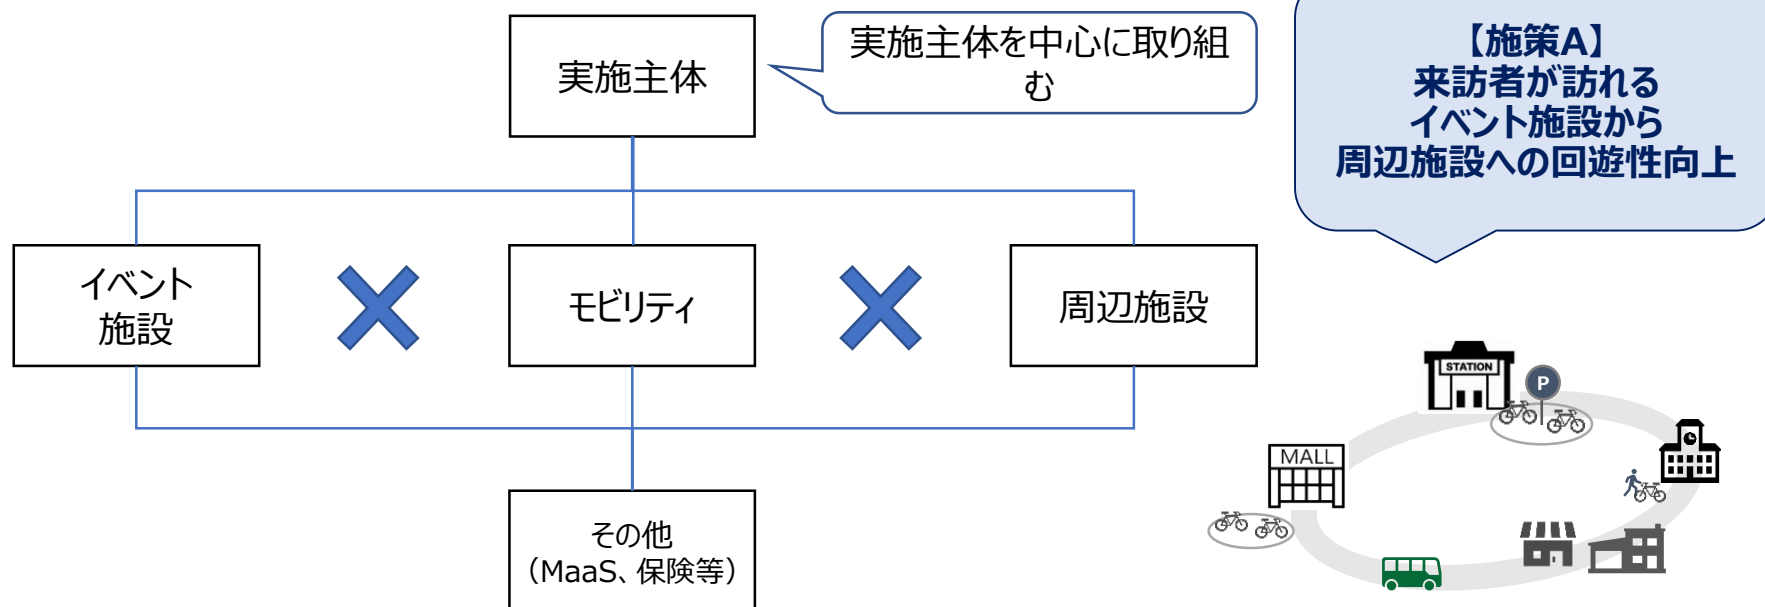 実施主体
実施主体を中心に取り組
む
【施策A】
来訪者が訪れる
イベント施設から
周辺施設への回遊性向上
イベント
施設
モビリティ
周辺施設
その他
（MaaS、保険等）
STATION
P
MALL